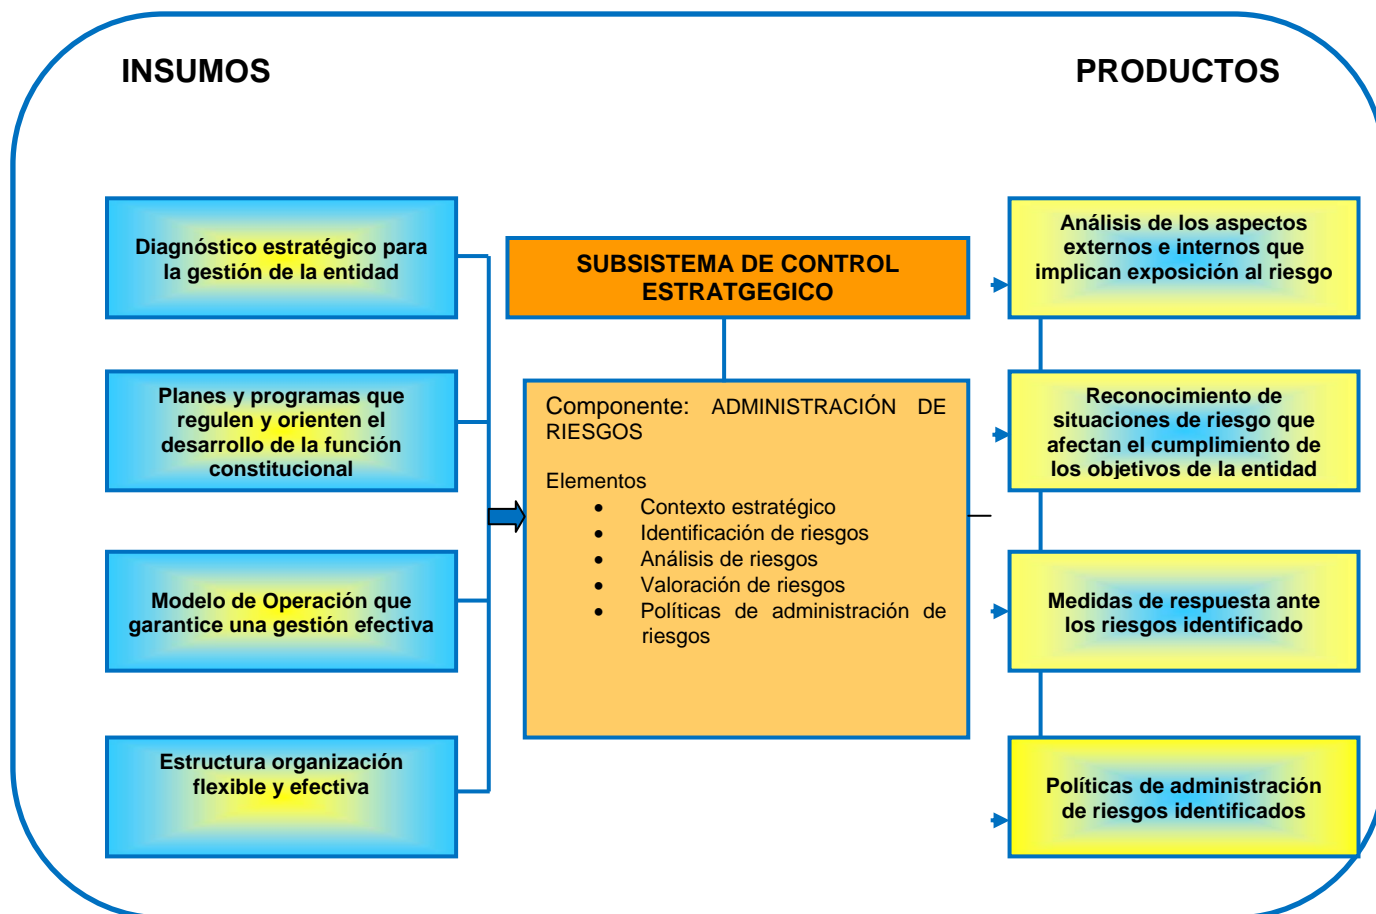 INSUMOS
PRODUCTOS
Diagnóstico estratégico para
la gestión de la entidad
Planes y programas que
regulen y orienten el
desarrollo de la función
constitucional
Modelo de Operación que
garantice una gestión efectiva
Estructura organización
flexible y efectiva
SUBSISTEMA DE CONTROL
ESTRATGEGICO
Componente: ADMINISTRACIÓN DE
RIESGOS
Elementos
• Contexto estratégico
• Identificación de riesgos
• Análisis de riesgos
• Valoración de riesgos
• Políticas de administración de
riesgos
Análisis de los aspectos
externos e internos que
implican exposición al riesgo
Reconocimiento de
situaciones de riesgo que
afectan el cumplimiento de
los objetivos de la entidad
Medidas de respuesta ante
los riesgos identificado
Políticas de administración
de riesgos identificados